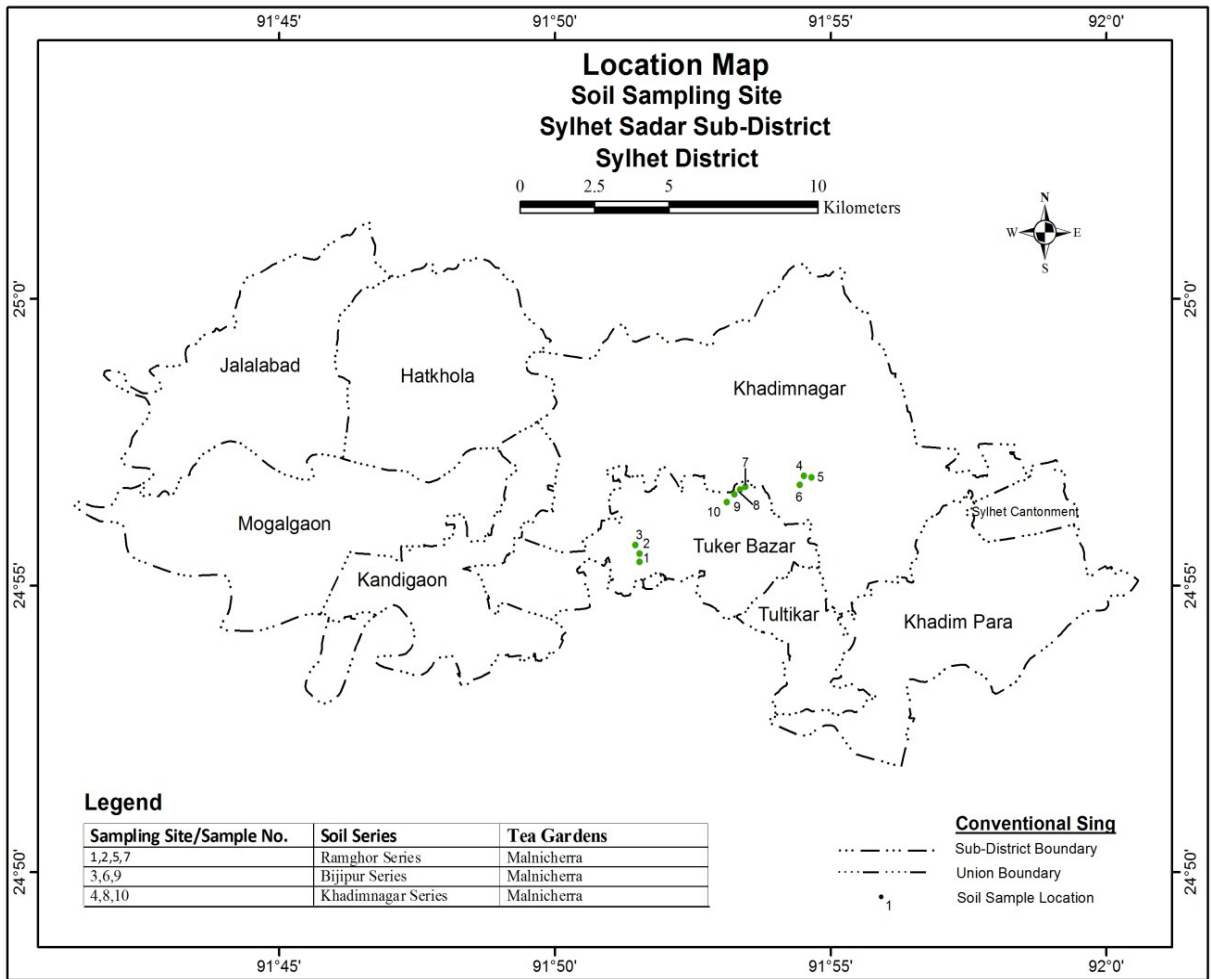 91°45'
91°50'
91°55'
92°0'
Location Map
Soil Sampling Site
Sylhet Sadar Sub-District
Sylhet District
0 2.5 5 10
Kilometers
N
W E
S
25°0'
25°0'
Jalalabad
Hatkhola
Khadimnagar
7
4
5
6
8
9
10
Sylhet Cantonment
Mogalgaon
3
2
1
Tuker Bazar
Kandigaon
24°55'
24°55'
Tultikar
Khadim Para
Legend
Sampling Site/Sample No. Soil Series Tea Gardens
1,2,5,7 Ramghor Series Malnicherra
3,6,9 Bijipur Series Malnicherra
4,8,10 Khadimnagar Series Malnicherra
Conventional Sing
Sub-District Boundary
Union Boundary
1 Soil Sample Location
24°50'
24°50'
91°45'
91°50'
91°55'
92°0'